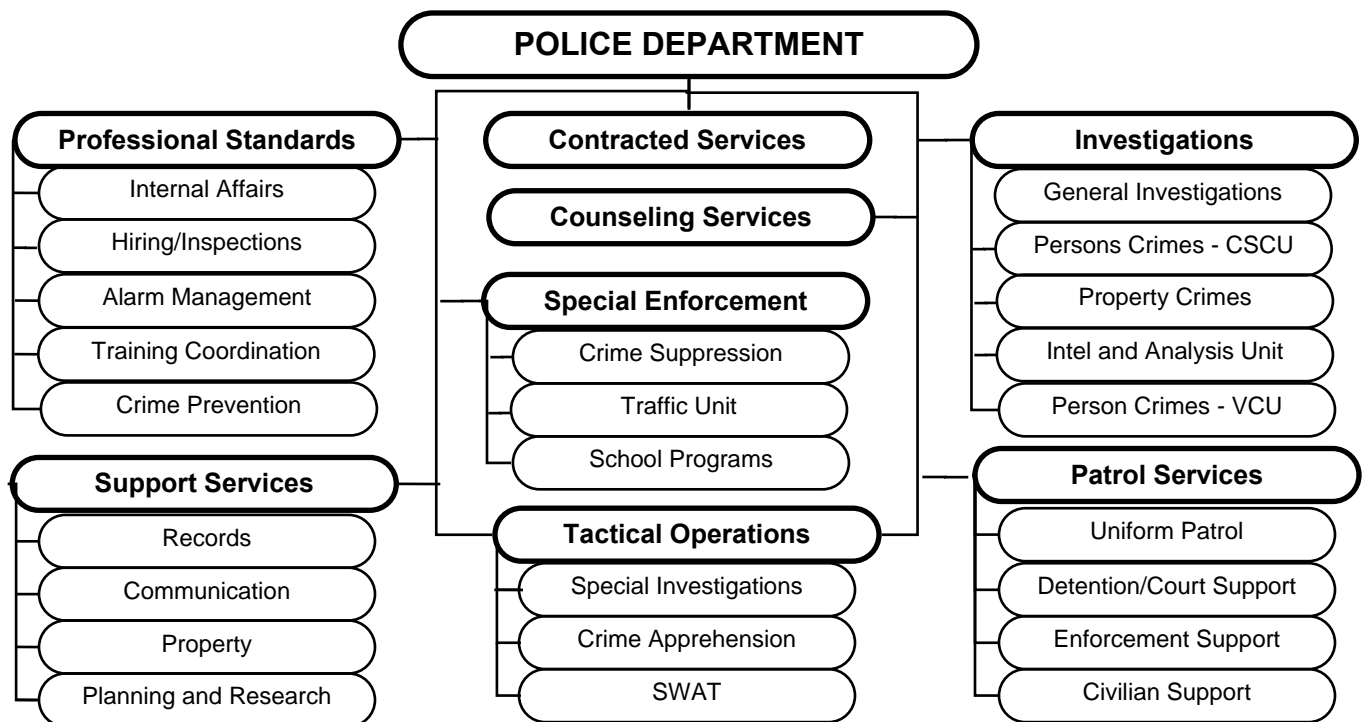 POLICE DEPARTMENT
Professional Standards
Internal Affairs
Hiring/Inspections
Alarm Management
Training Coordination
Crime Prevention
Support Services
Records
Communication
Property
Planning and Research
Contracted Services
Counseling Services
Special Enforcement
Crime Suppression
Traffic Unit
School Programs
Tactical Operations
Special Investigations
Crime Apprehension
SWAT
Investigations
General Investigations
Persons Crimes - CSCU
Property Crimes
Intel and Analysis Unit
Person Crimes - VCU
Patrol Services
Uniform Patrol
Detention/Court Support
Enforcement Support
Civilian Support